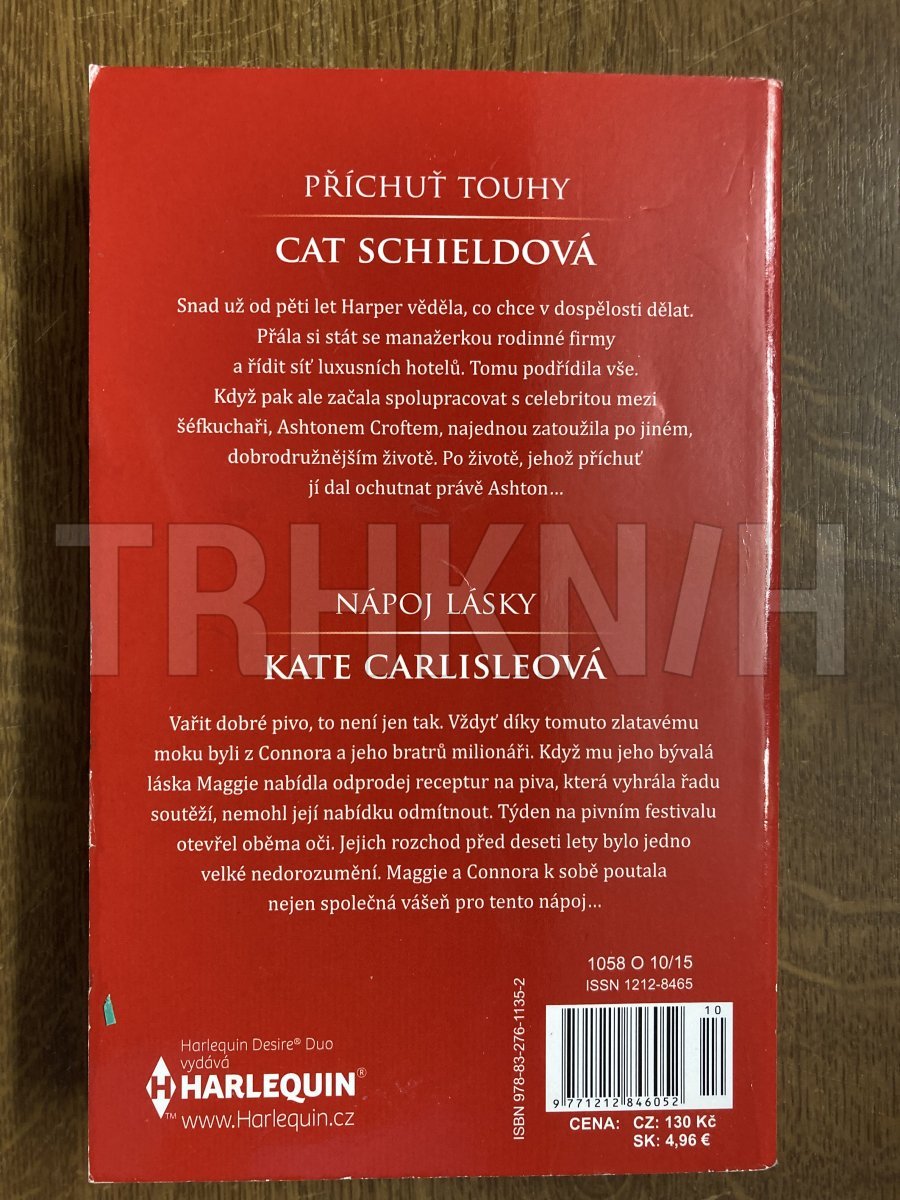 PŘÍCHUŤ TOUHY
CAT SCHIELDOVÁ
Snad už od pěti let Harper věděla, co chce v dospělosti dělat.
Přála si stát se manažerkou rodinné firmy
a řídit síť luxusních hotelů. Tomu podřídila vše.
Když pak ale začala spolupracovat s celebritou mezi
šéfkuchaři, Ashtonem Croftem, najednou zatoužila po jiném,
dobrodružnějším životě. Po životě, jehož příchuť
jí dal ochutnat právě Ashton...
TRHKNIH
NÁPOJ LÁSKY
KATE CARLISLEOVÁ
Vařit dobré pivo, to není jen tak. Vždyť díky tomuto zlatavému
moku byli z Connora a jeho bratrů milionáři. Když mu jeho bývalá
láska Maggie nabídla odprodej receptur na piva, která vyhrála řadu
soutěží, nemohl její nabídku odmítnout. Týden na pivním festivalu
otevřel oběma oči. Jejich rozchod před deseti lety bylo jedno
velké nedorozumění. Maggie a Connora k sobě poutala
nejen společná vášeň pro tento nápoj...
1058 O 10/15
ISSN 1212-8465
ISBN 978-83-276-1135-2
10
9 771212 846052
CENA: CZ: 130 Kč
SK: 4,96 €
Harlequin Desire® Duo
vydává
HARLEQUIN®
™ www.Harlequin.cz